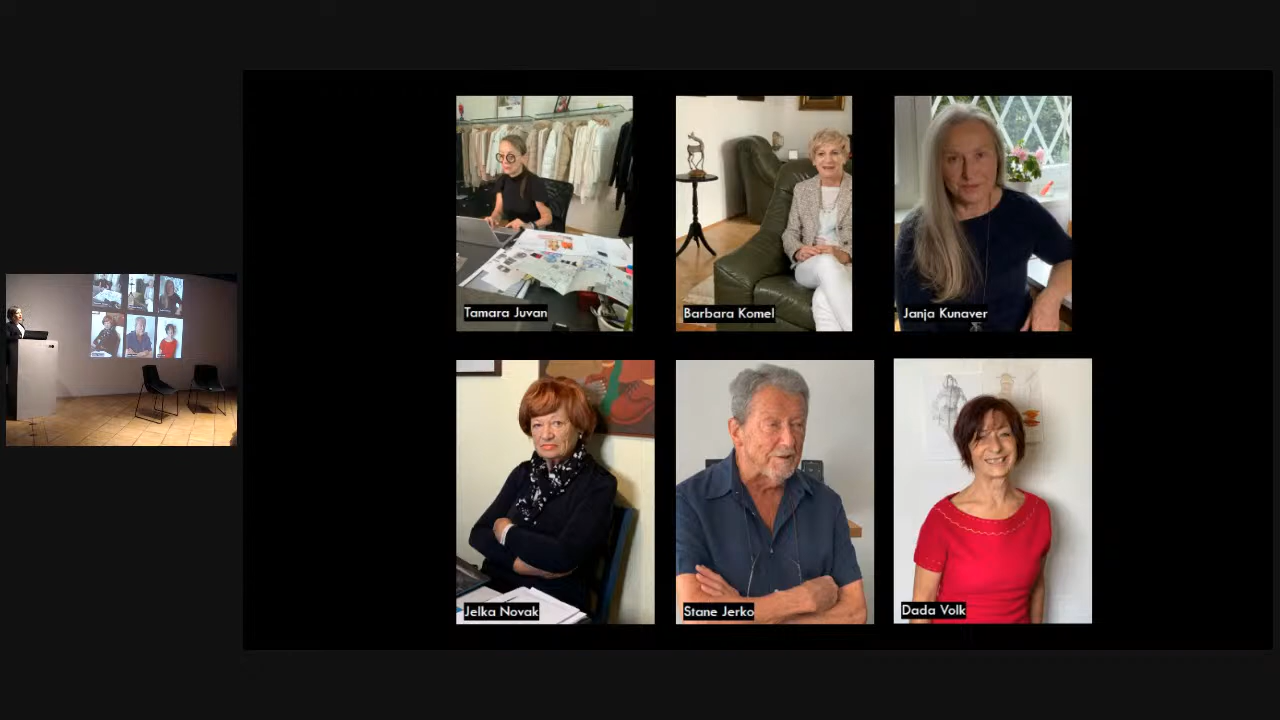 Tamara Juvan
Barbara Komel
Janja Kunaver
Jelka Novak
Stane Jerko
Dada Volk